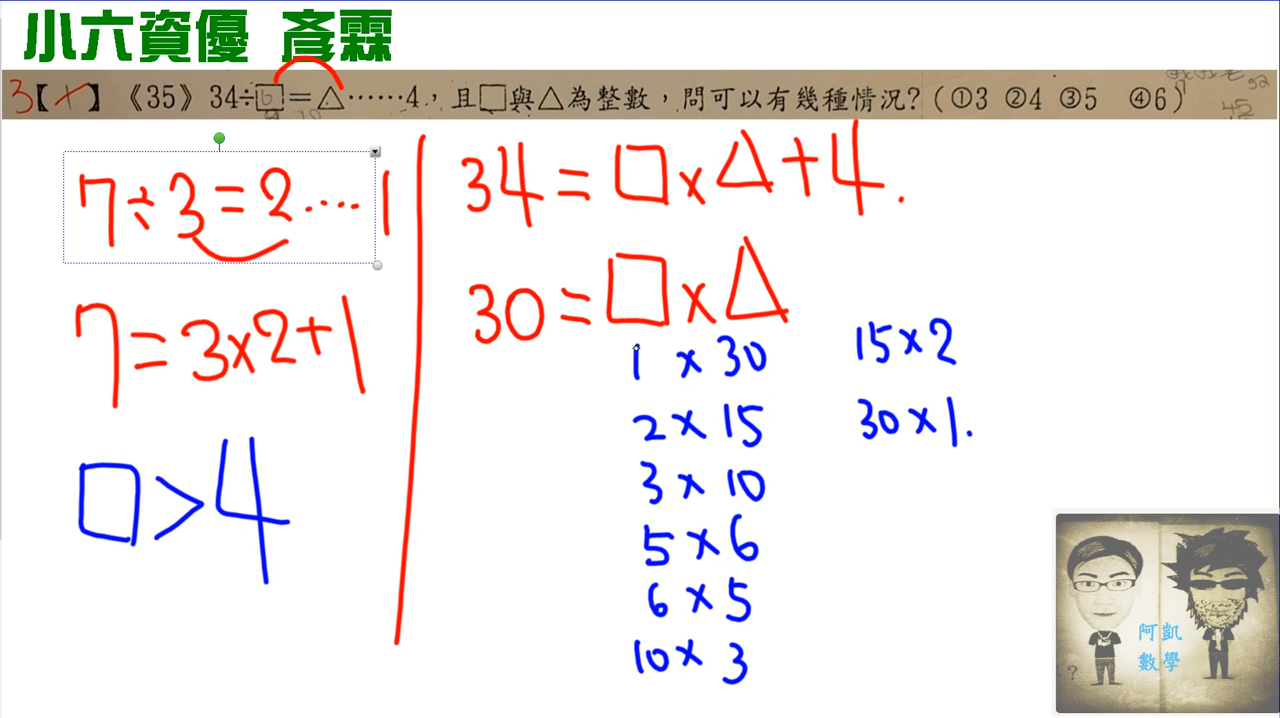 小六資優 彥霖
3【 】《35》34÷□=△……4,且□與△為整數,問可以有幾種情況?(①3 ②4 ③5 ④6)
7÷3=2....1
7=3×2+1
□>4
34=□×△+4.
30=□×△
1 × 30
2 × 15
3 × 10
5 × 6
6 × 5
10 × 3
15×2
30×1.
阿凱
數學
?